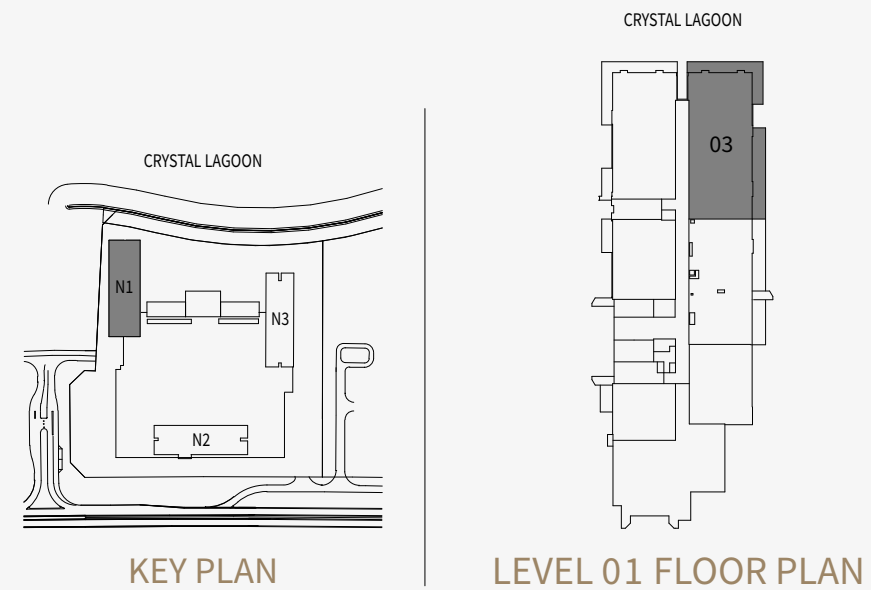 CRYSTAL LAGOON
N1
N3
N2
KEY PLAN
CRYSTAL LAGOON
03
LEVEL 01 FLOOR PLAN